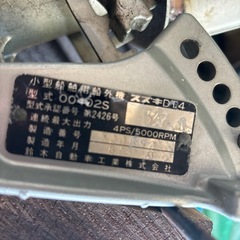 小型船舶用船外機 スズキDT4
型式 00402S
型式承認番号 第2426号
連続最大出力 4PS/5000RPM
製造番号
製造年月
鈴木自動車工業株式会社